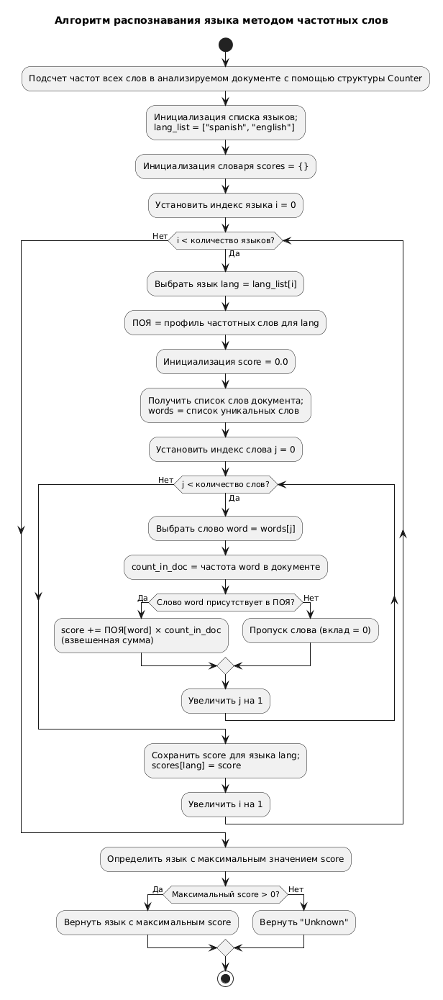 Алгоритм распознавания языка методом частотных слов
Подсчет частот всех слов в анализируемом документе с помощью структуры Counter
Инициализация списка языков;
lang_list = ["spanish", "english"]
Инициализация словаря scores = {}
Установить индекс языка i = 0
Нет
i < количество языков?
Да
Выбрать язык lang = lang_list[i]
ПОЯ = профиль частотных слов для lang
Инициализация score = 0.0
Получить список слов документа;
words = список уникальных слов
Установить индекс слова j = 0
Нет
j < количество слов?
Да
Выбрать слово word = words[j]
count_in_doc = частота word в документе
Да
Слово word присутствует в ПОЯ?
Нет
score += ПОЯ[word] × count_in_doc
(взвешенная сумма)
Пропуск слова (вклад = 0)
Увеличить j на 1
Сохранить score для языка lang;
scores[lang] = score
Увеличить i на 1
Определить язык с максимальным значением score
Да
Максимальный score > 0?
Нет
Вернуть язык с максимальным score
Вернуть "Unknown"